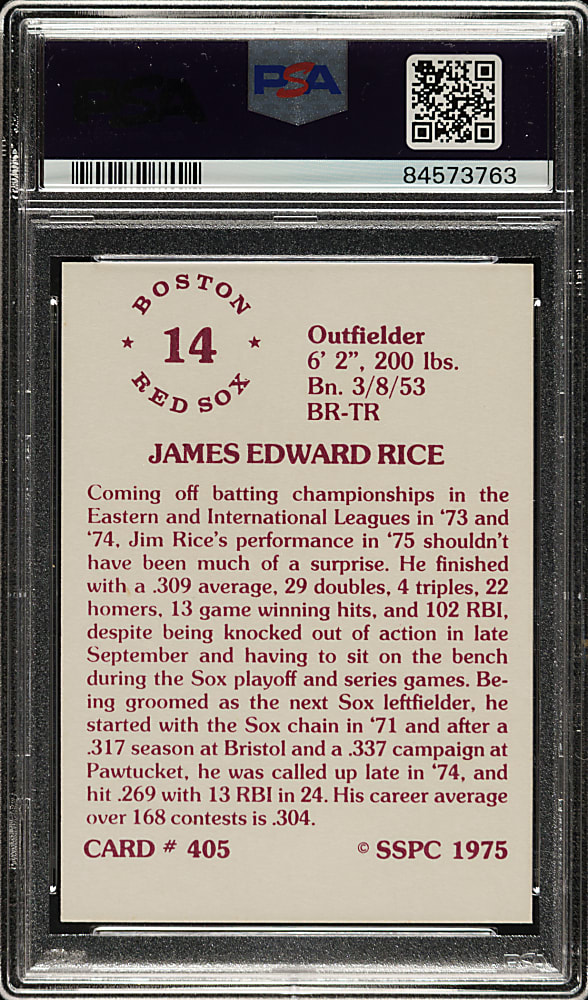 PSA
84573763
BOSTON
14
RED SOX
Outfielder
6' 2", 200 lbs.
Bn. 3/8/53
BR-TR
JAMES EDWARD RICE
Coming off batting championships in the
Eastern and International Leagues in '73 and
'74, Jim Rice's performance in '75 shouldn't
have been much of a surprise. He finished
with a .309 average, 29 doubles, 4 triples, 22
homers, 13 game winning hits, and 102 RBI,
despite being knocked out of action in late
September and having to sit on the bench
during the Sox playoff and series games. Be-
ing groomed as the next Sox leftfielder, he
started with the Sox chain in '71 and after a
.317 season at Bristol and a .337 campaign at
Pawtucket, he was called up late in '74, and
hit .269 with 13 RBI in 24. His career average
over 168 contests is .304.
CARD # 405 © SSPC 1975
PSA